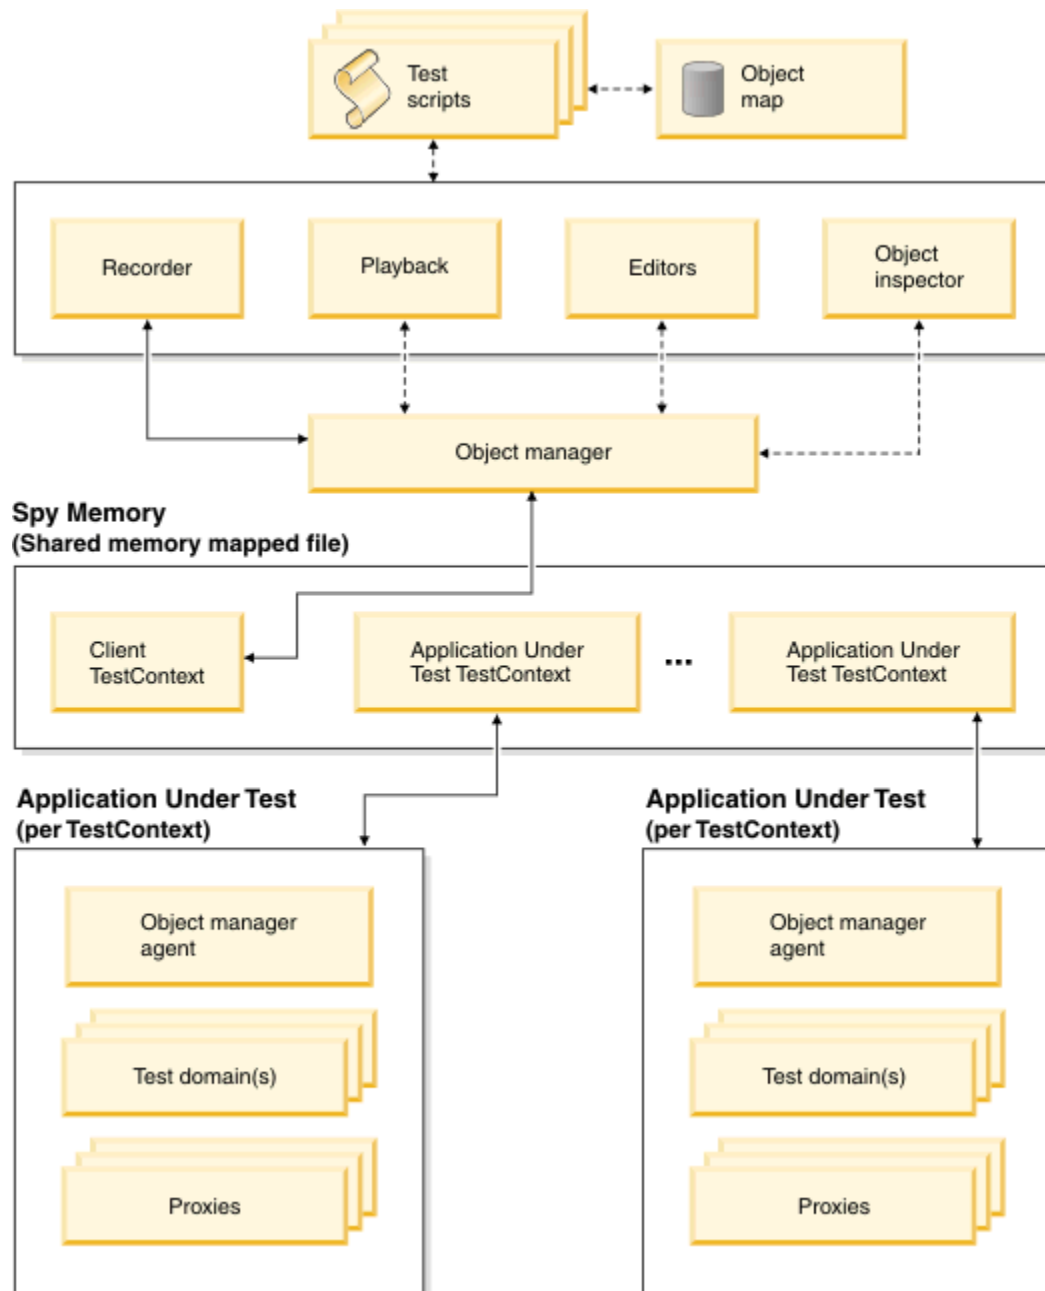 Test
scripts
Object
map
Recorder
Playback
Editors
Object
inspector
Object manager
Spy Memory
(Shared memory mapped file)
Client
TestContext
Application Under
Test TestContext
...
Application Under
Test TestContext
Application Under Test
(per TestContext)
Application Under Test
(per TestContext)
Object manager
agent
Test domain(s)
Proxies
Object manager
agent
Test domain(s)
Proxies